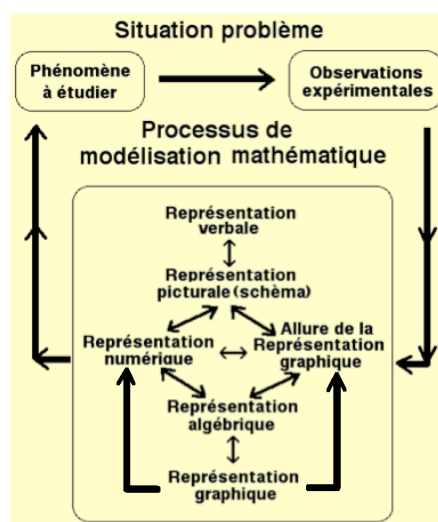 Situation problème
Phénomène
à étudier
Observations
expérimentales
Processus de
modélisation mathématique
Représentation
verbale
Représentation
picturale (schèma)
Représentation
numérique
Allure de la
Représentation
graphique
Représentation
algébrique
Représentation
graphique